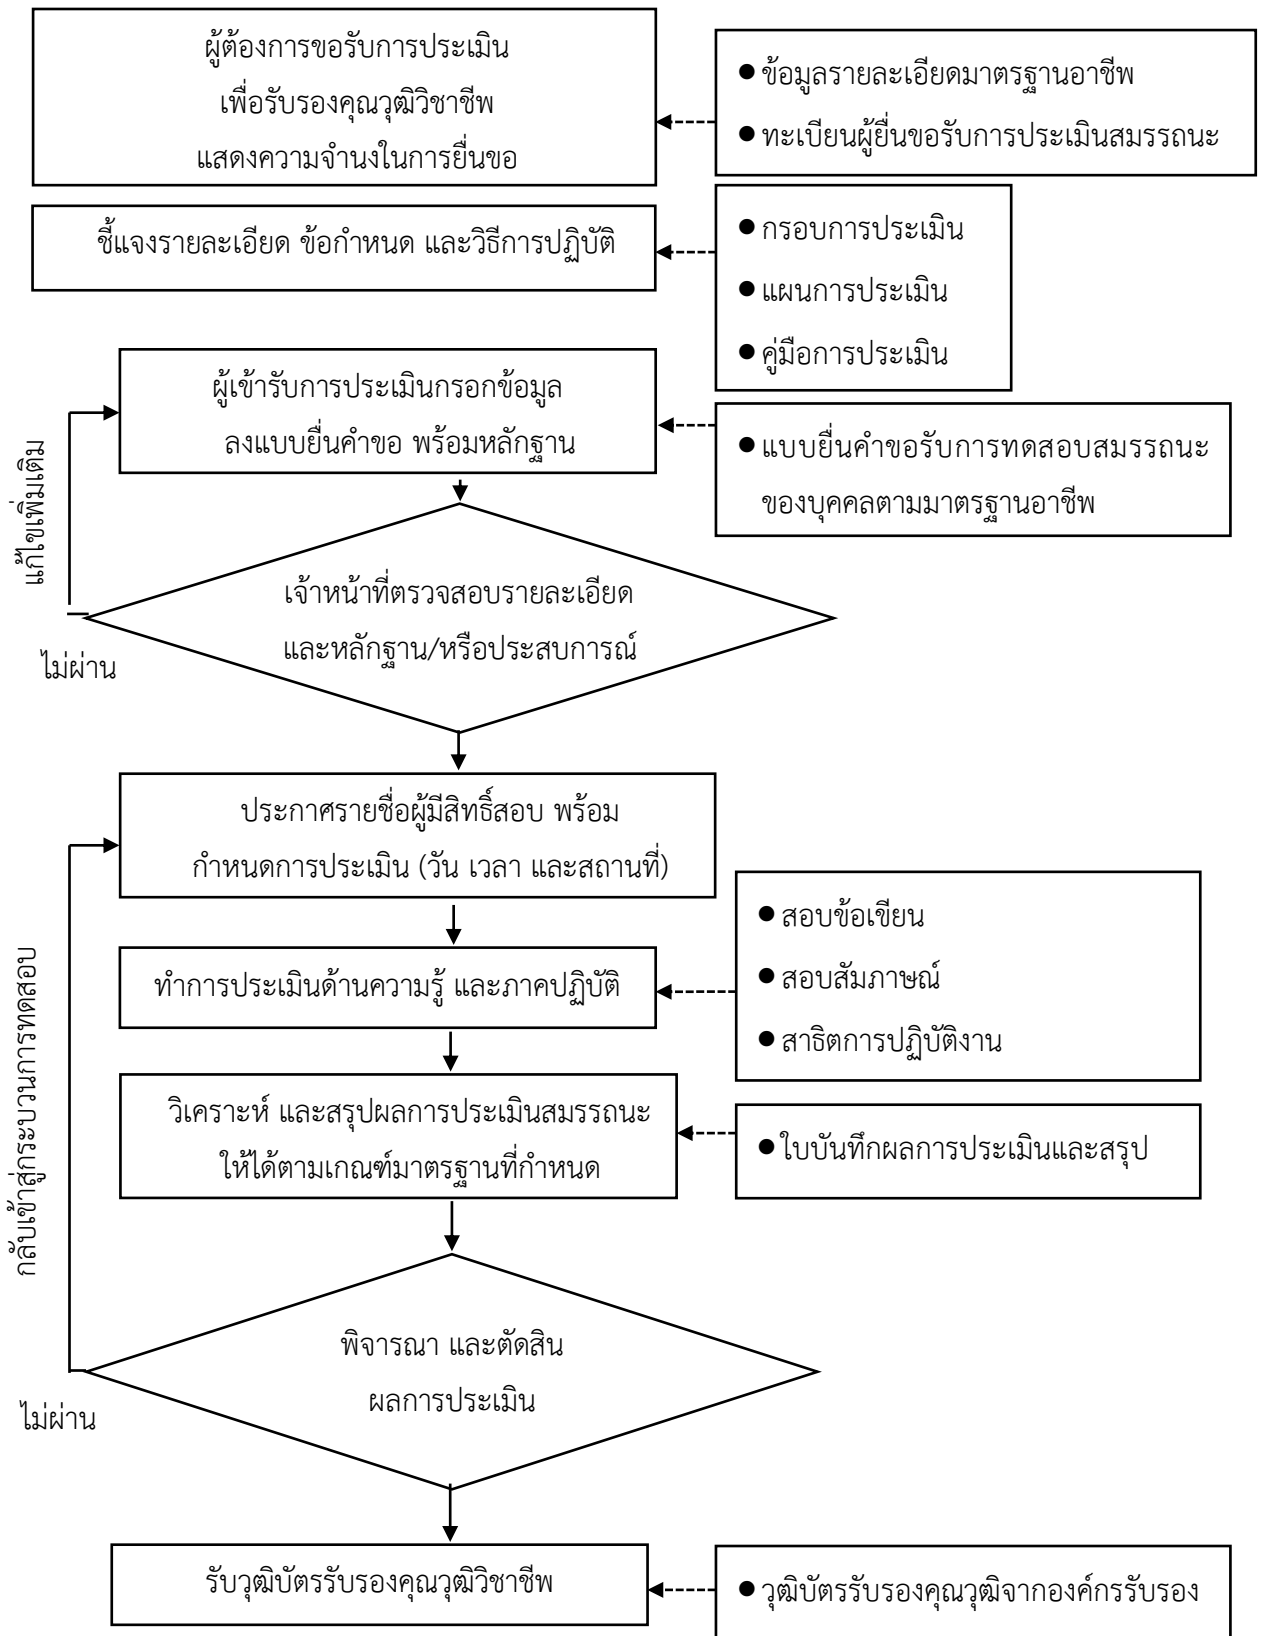 ผู้ต้องการขอรับการประเมิน
เพื่อรับรองคุณวุฒิวิชาชีพ
แสดงความจำนงในการยื่นขอ
● ข้อมูลรายละเอียดมาตรฐานอาชีพ
● ทะเบียนผู้ยื่นขอรับการประเมินสมรรถนะ
ชี้แจงรายละเอียด ข้อกำหนด และวิธีการปฏิบัติ
● กรอบการประเมิน
● แผนการประเมิน
● คู่มือการประเมิน
ผู้เข้ารับการประเมินกรอกข้อมูล
ลงแบบยื่นคำขอ พร้อมหลักฐาน
● แบบยื่นคำขอรับการทดสอบสมรรถนะ
ของบุคคลตามมาตรฐานอาชีพ
แก้ไขเพิ่มเติม
เจ้าหน้าที่ตรวจสอบรายละเอียด
และหลักฐาน/หรือประสบการณ์
ไม่ผ่าน
ประกาศรายชื่อผู้มีสิทธิ์สอบ พร้อม
กำหนดการประเมิน (วัน เวลา และสถานที่)
ทำการประเมินด้านความรู้ และภาคปฏิบัติ
● สอบข้อเขียน
● สอบสัมภาษณ์
● สาธิตการปฏิบัติงาน
วิเคราะห์ และสรุปผลการประเมินสมรรถนะ
ให้ได้ตามเกณฑ์มาตรฐานที่กำหนด
● ใบบันทึกผลการประเมินและสรุป
กลับเข้าสู่กระบวนการทดสอบ
พิจารณา และตัดสิน
ผลการประเมิน
ไม่ผ่าน
รับวุฒิบัตรรับรองคุณวุฒิวิชาชีพ
● วุฒิบัตรรับรองคุณวุฒิจากองค์กรรับรอง